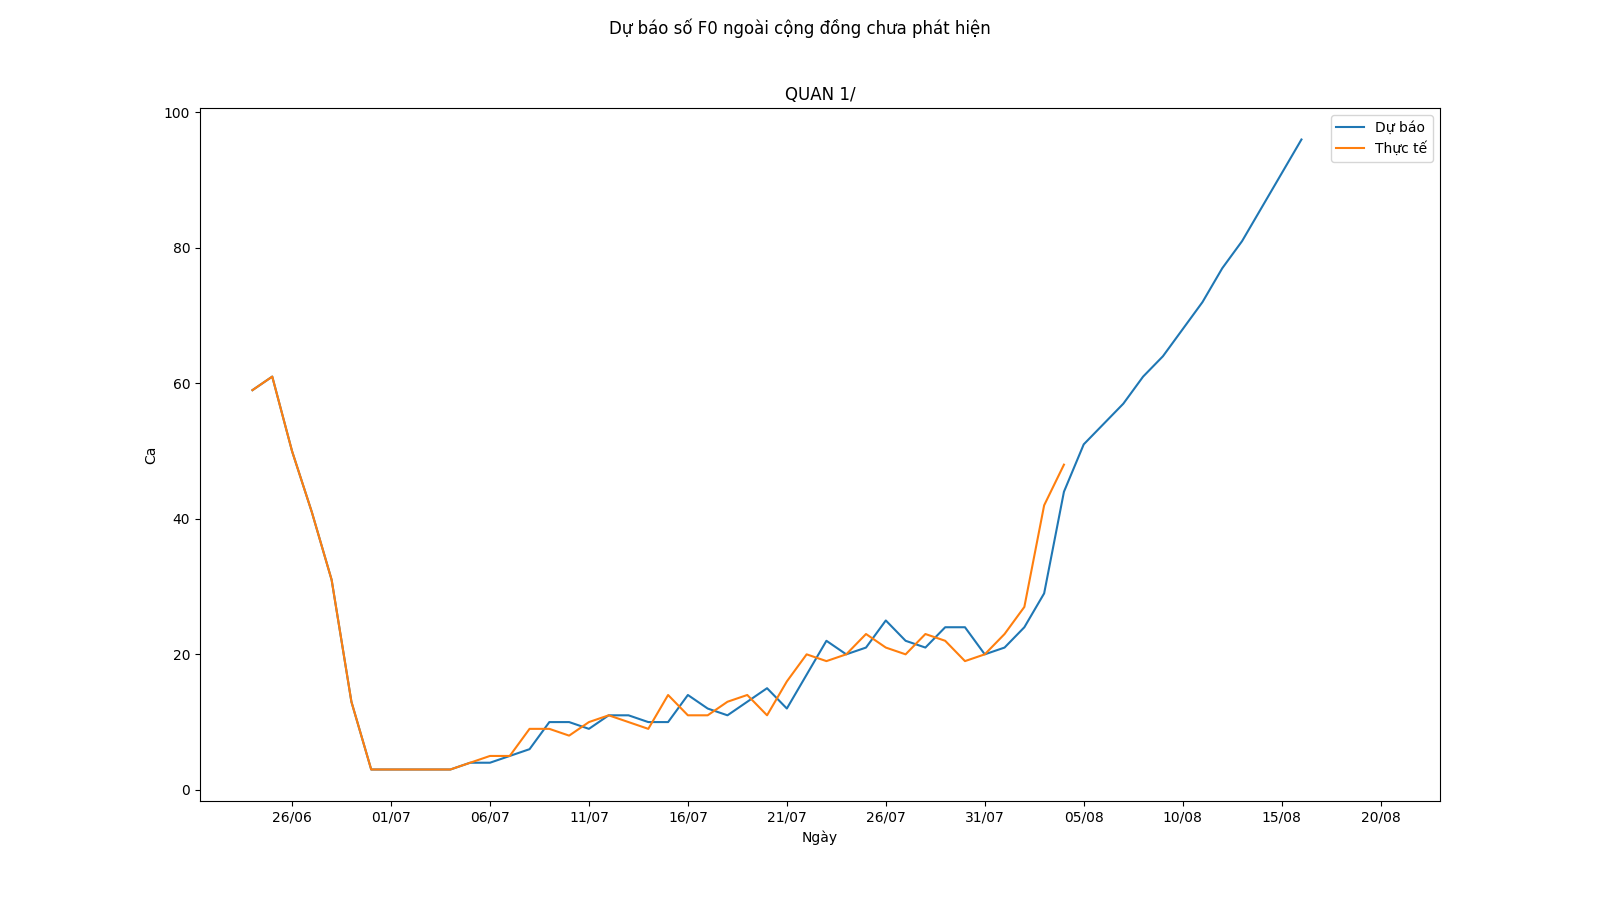 Dự báo số F0 ngoài cộng đồng chưa phát hiện
QUAN 1/
100
80
60
40
20
0
Ca
Dự báo
Thực tế
26/06 01/07 06/07 11/07 16/07 21/07 26/07 31/07 05/08 10/08 15/08 20/08
Ngày